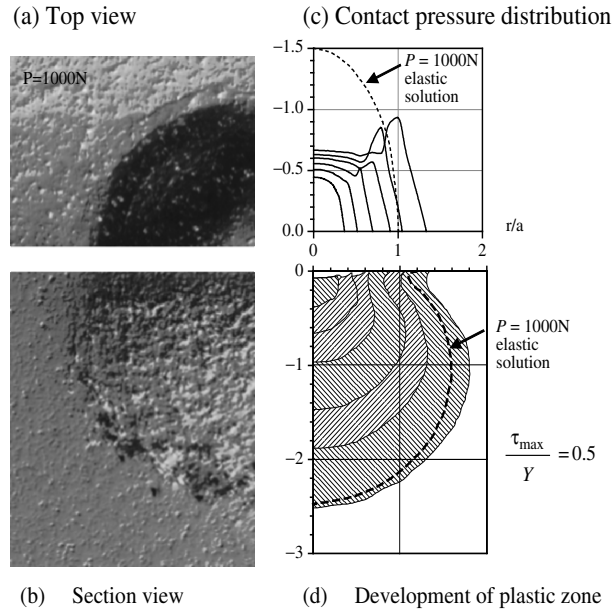 (a) Top view
(c) Contact pressure distribution
P=1000N
−1.5
−1.0
−0.5
0.0
0
1
2
r/a
P = 1000N
elastic
solution
0
−1
−2
−3
P = 1000N
elastic
solution
τmax
Y
=0.5
(b) Section view
(d) Development of plastic zone